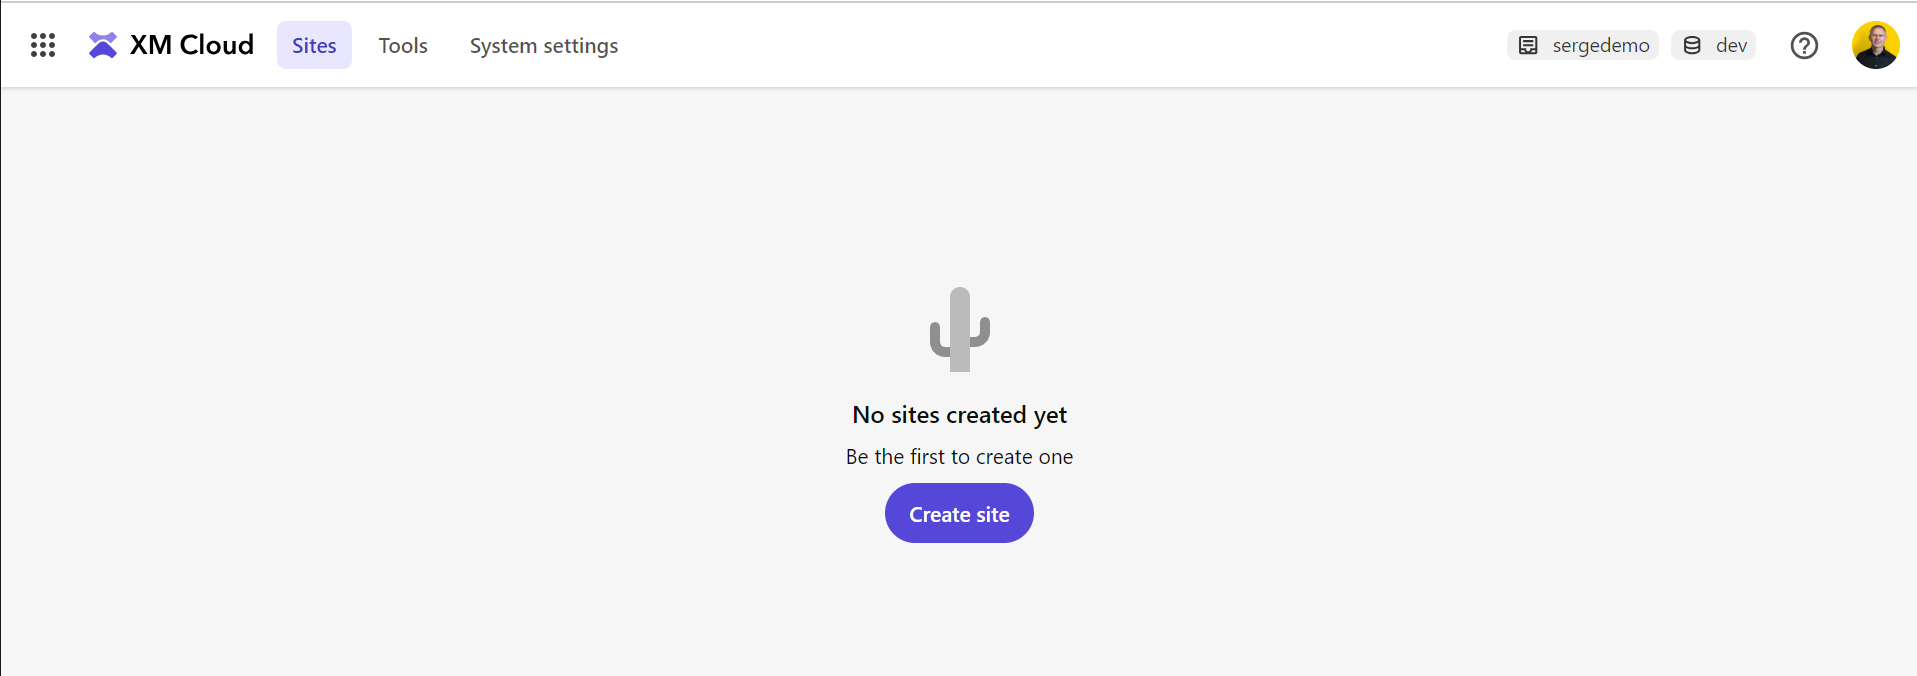 XM Cloud Sites Tools System settings sergedemo dev
No sites created yet
Be the first to create one
Create site